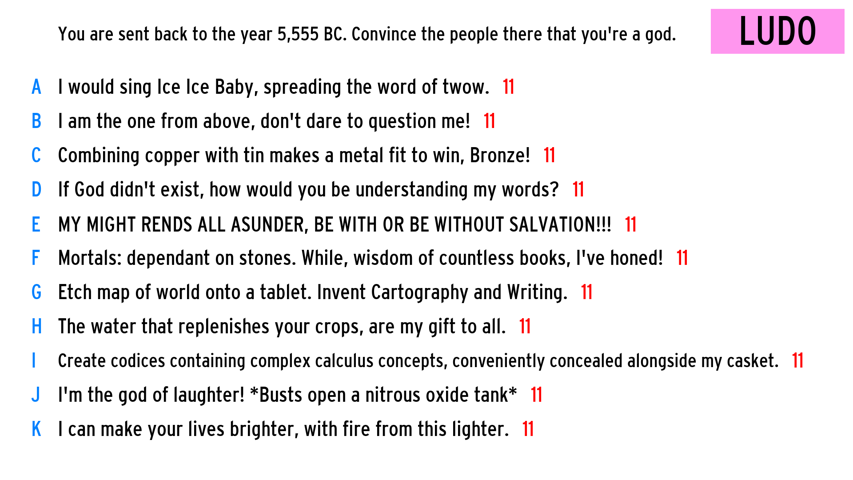 You are sent back to the year 5,555 BC. Convince the people there that you're a god.
LUDO
A I would sing Ice Ice Baby, spreading the word of twow. 11
B I am the one from above, don't dare to question me! 11
C Combining copper with tin makes a metal fit to win, Bronze! 11
D If God didn't exist, how would you be understanding my words? 11
E MY MIGHT RENDS ALL ASUNDER, BE WITH OR BE WITHOUT SALVATION!!! 11
F Mortals: dependant on stones. While, wisdom of countless books, I've honed! 11
G Etch map of world onto a tablet. Invent Cartography and Writing. 11
H The water that replenishes your crops, are my gift to all. 11
I Create codices containing complex calculus concepts, conveniently concealed alongside my casket. 11
J I'm the god of laughter! *Busts open a nitrous oxide tank* 11
K I can make your lives brighter, with fire from this lighter. 11